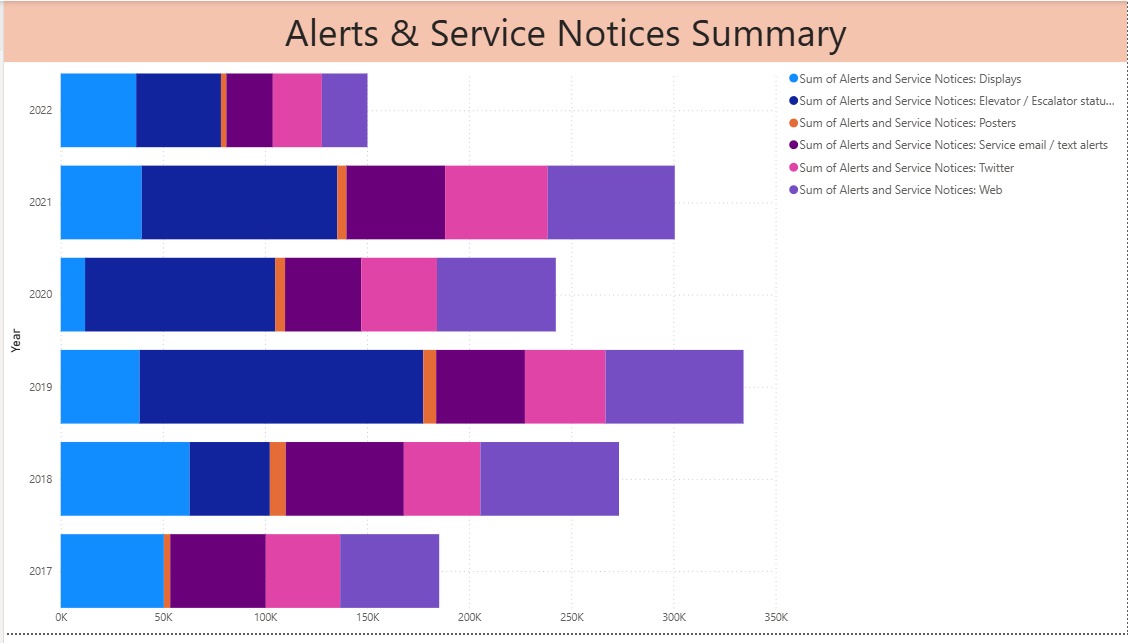 Alerts & Service Notices Summary
Sum of Alerts and Service Notices: Displays
Sum of Alerts and Service Notices: Elevator / Escalator statu...
Sum of Alerts and Service Notices: Posters
Sum of Alerts and Service Notices: Service email / text alerts
Sum of Alerts and Service Notices: Twitter
Sum of Alerts and Service Notices: Web
Year
2022
2021
2020
2019
2018
2017
0K 50K 100K 150K 200K 250K 300K 350K